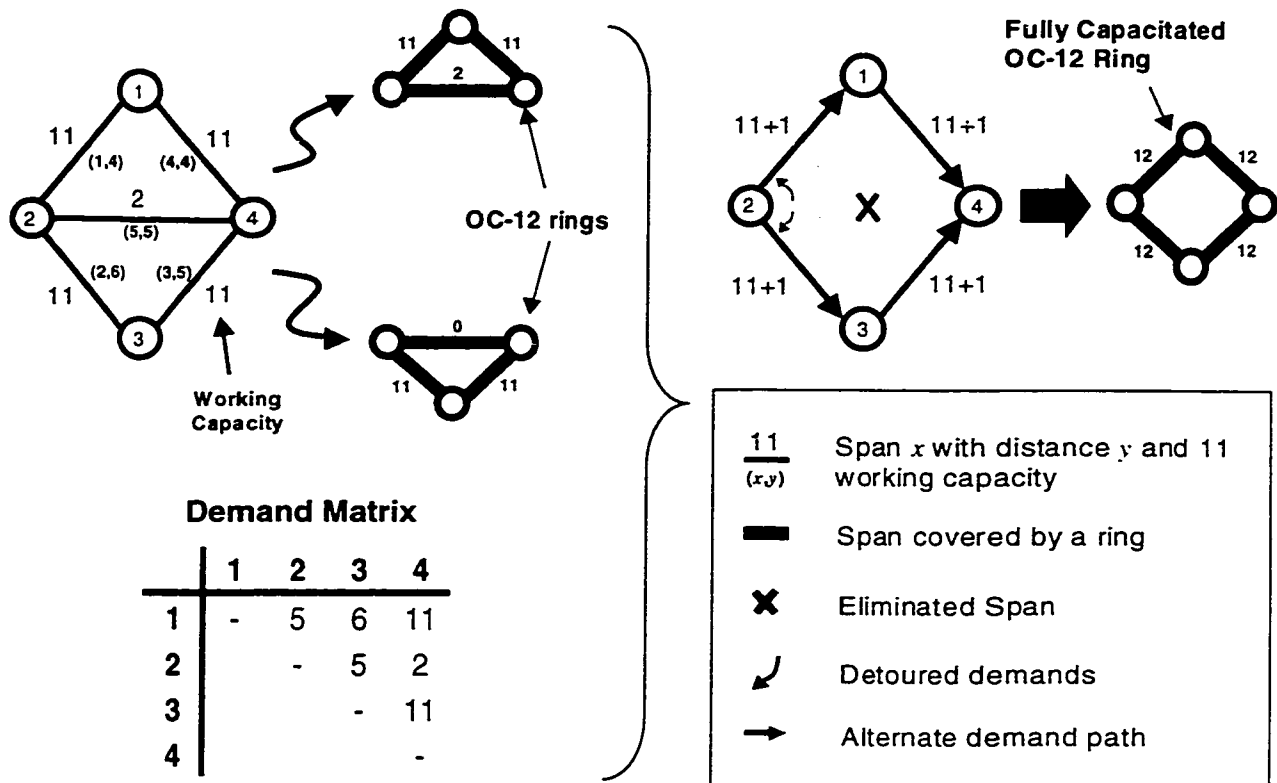 1
11
11
(1,4)
(4,4)
2
2
4
(5,5)
(2,6)
(3,5)
11
11
3
Working
Capacity
11
11
2
OC-12 rings
0
11
11
Demand Matrix
1 2 3 4
1 - 5 6 11
2 - 5 2
3 - 11
4 -
Fully Capacitated
OC-12 Ring
1
11+1
11÷1
2
4
11+1
11+1
3
12
12
12
12
11
(x,y)
Span x with distance y and 11
working capacity
Span covered by a ring
Eliminated Span
Detoured demands
Alternate demand path